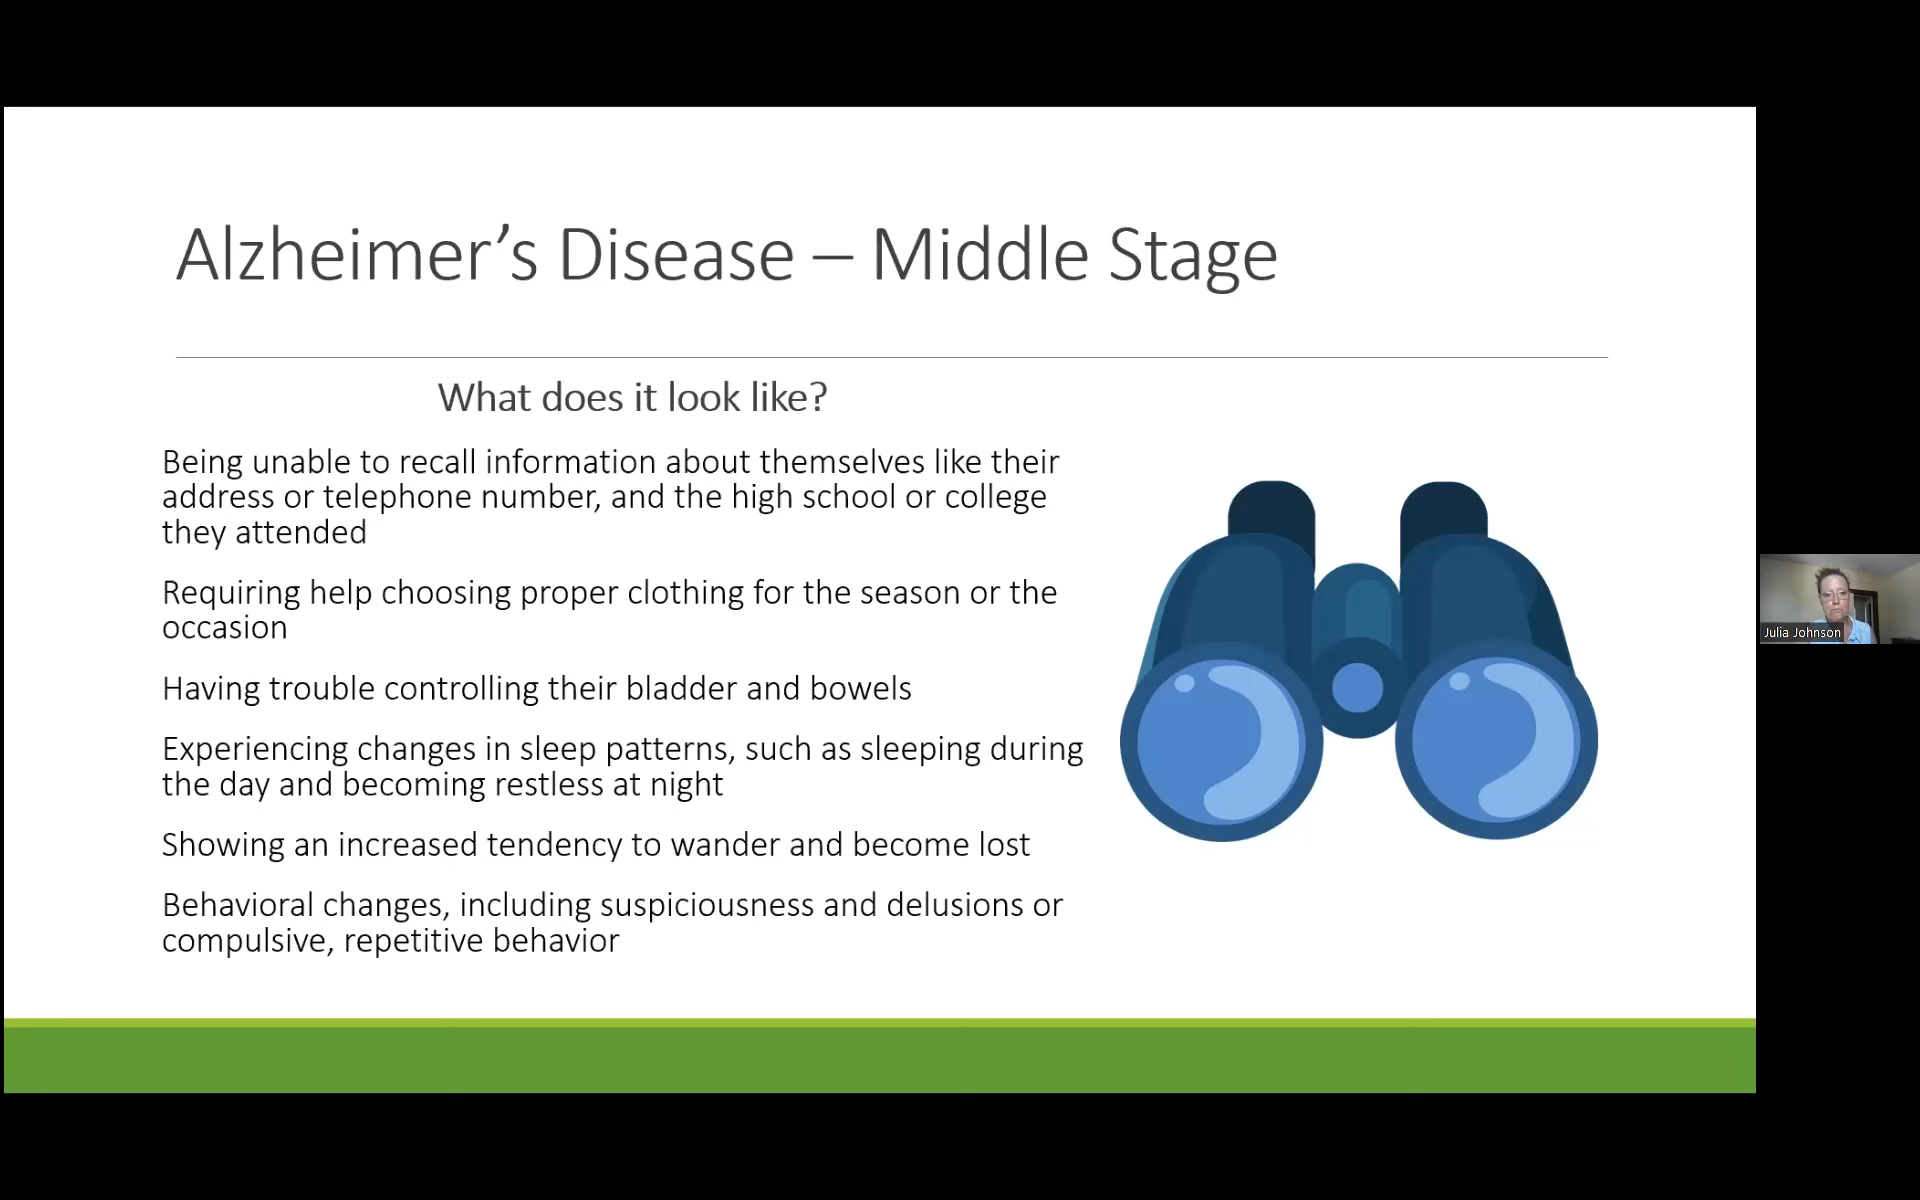 Alzheimer’s Disease – Middle Stage
What does it look like?
Being unable to recall information about themselves like their
address or telephone number, and the high school or college
they attended
Requiring help choosing proper clothing for the season or the
occasion
Having trouble controlling their bladder and bowels
Experiencing changes in sleep patterns, such as sleeping during
the day and becoming restless at night
Showing an increased tendency to wander and become lost
Behavioral changes, including suspiciousness and delusions or
compulsive, repetitive behavior
Julia Johnson